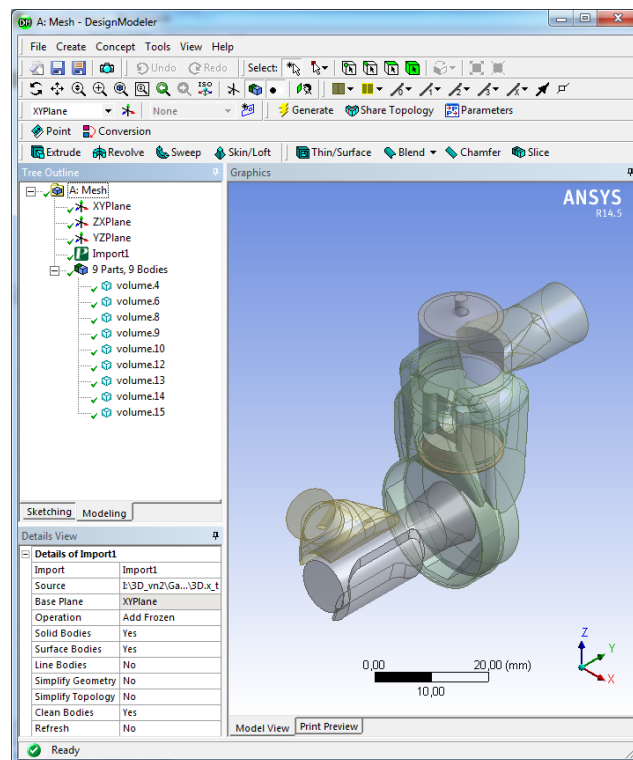 A: Mesh - DesignModeler
File Create Concept Tools View Help
Undo Redo Select:
XYPlane None Generate Share Topology Parameters
Point Conversion
Extrude Revolve Sweep Skin/Loft Thin/Surface Blend Chamfer Slice
Tree Outline
A: Mesh
XYPlane
ZXPlane
YZPlane
Import1
9 Parts, 9 Bodies
volume.4
volume.6
volume.8
volume.9
volume.10
volume.12
volume.13
volume.14
volume.15
Sketching Modeling
Details View
Details of Import1
Import Import1
Source I:\3D_vn2\Ga...\3D.x_t
Base Plane XYPlane
Operation Add Frozen
Solid Bodies Yes
Surface Bodies Yes
Line Bodies No
Simplify Geometry No
Simplify Topology No
Clean Bodies Yes
Refresh No
Graphics
ANSYS
R14.5
0,00 20,00 (mm)
10,00
Z
Y
X
Model View Print Preview
Ready